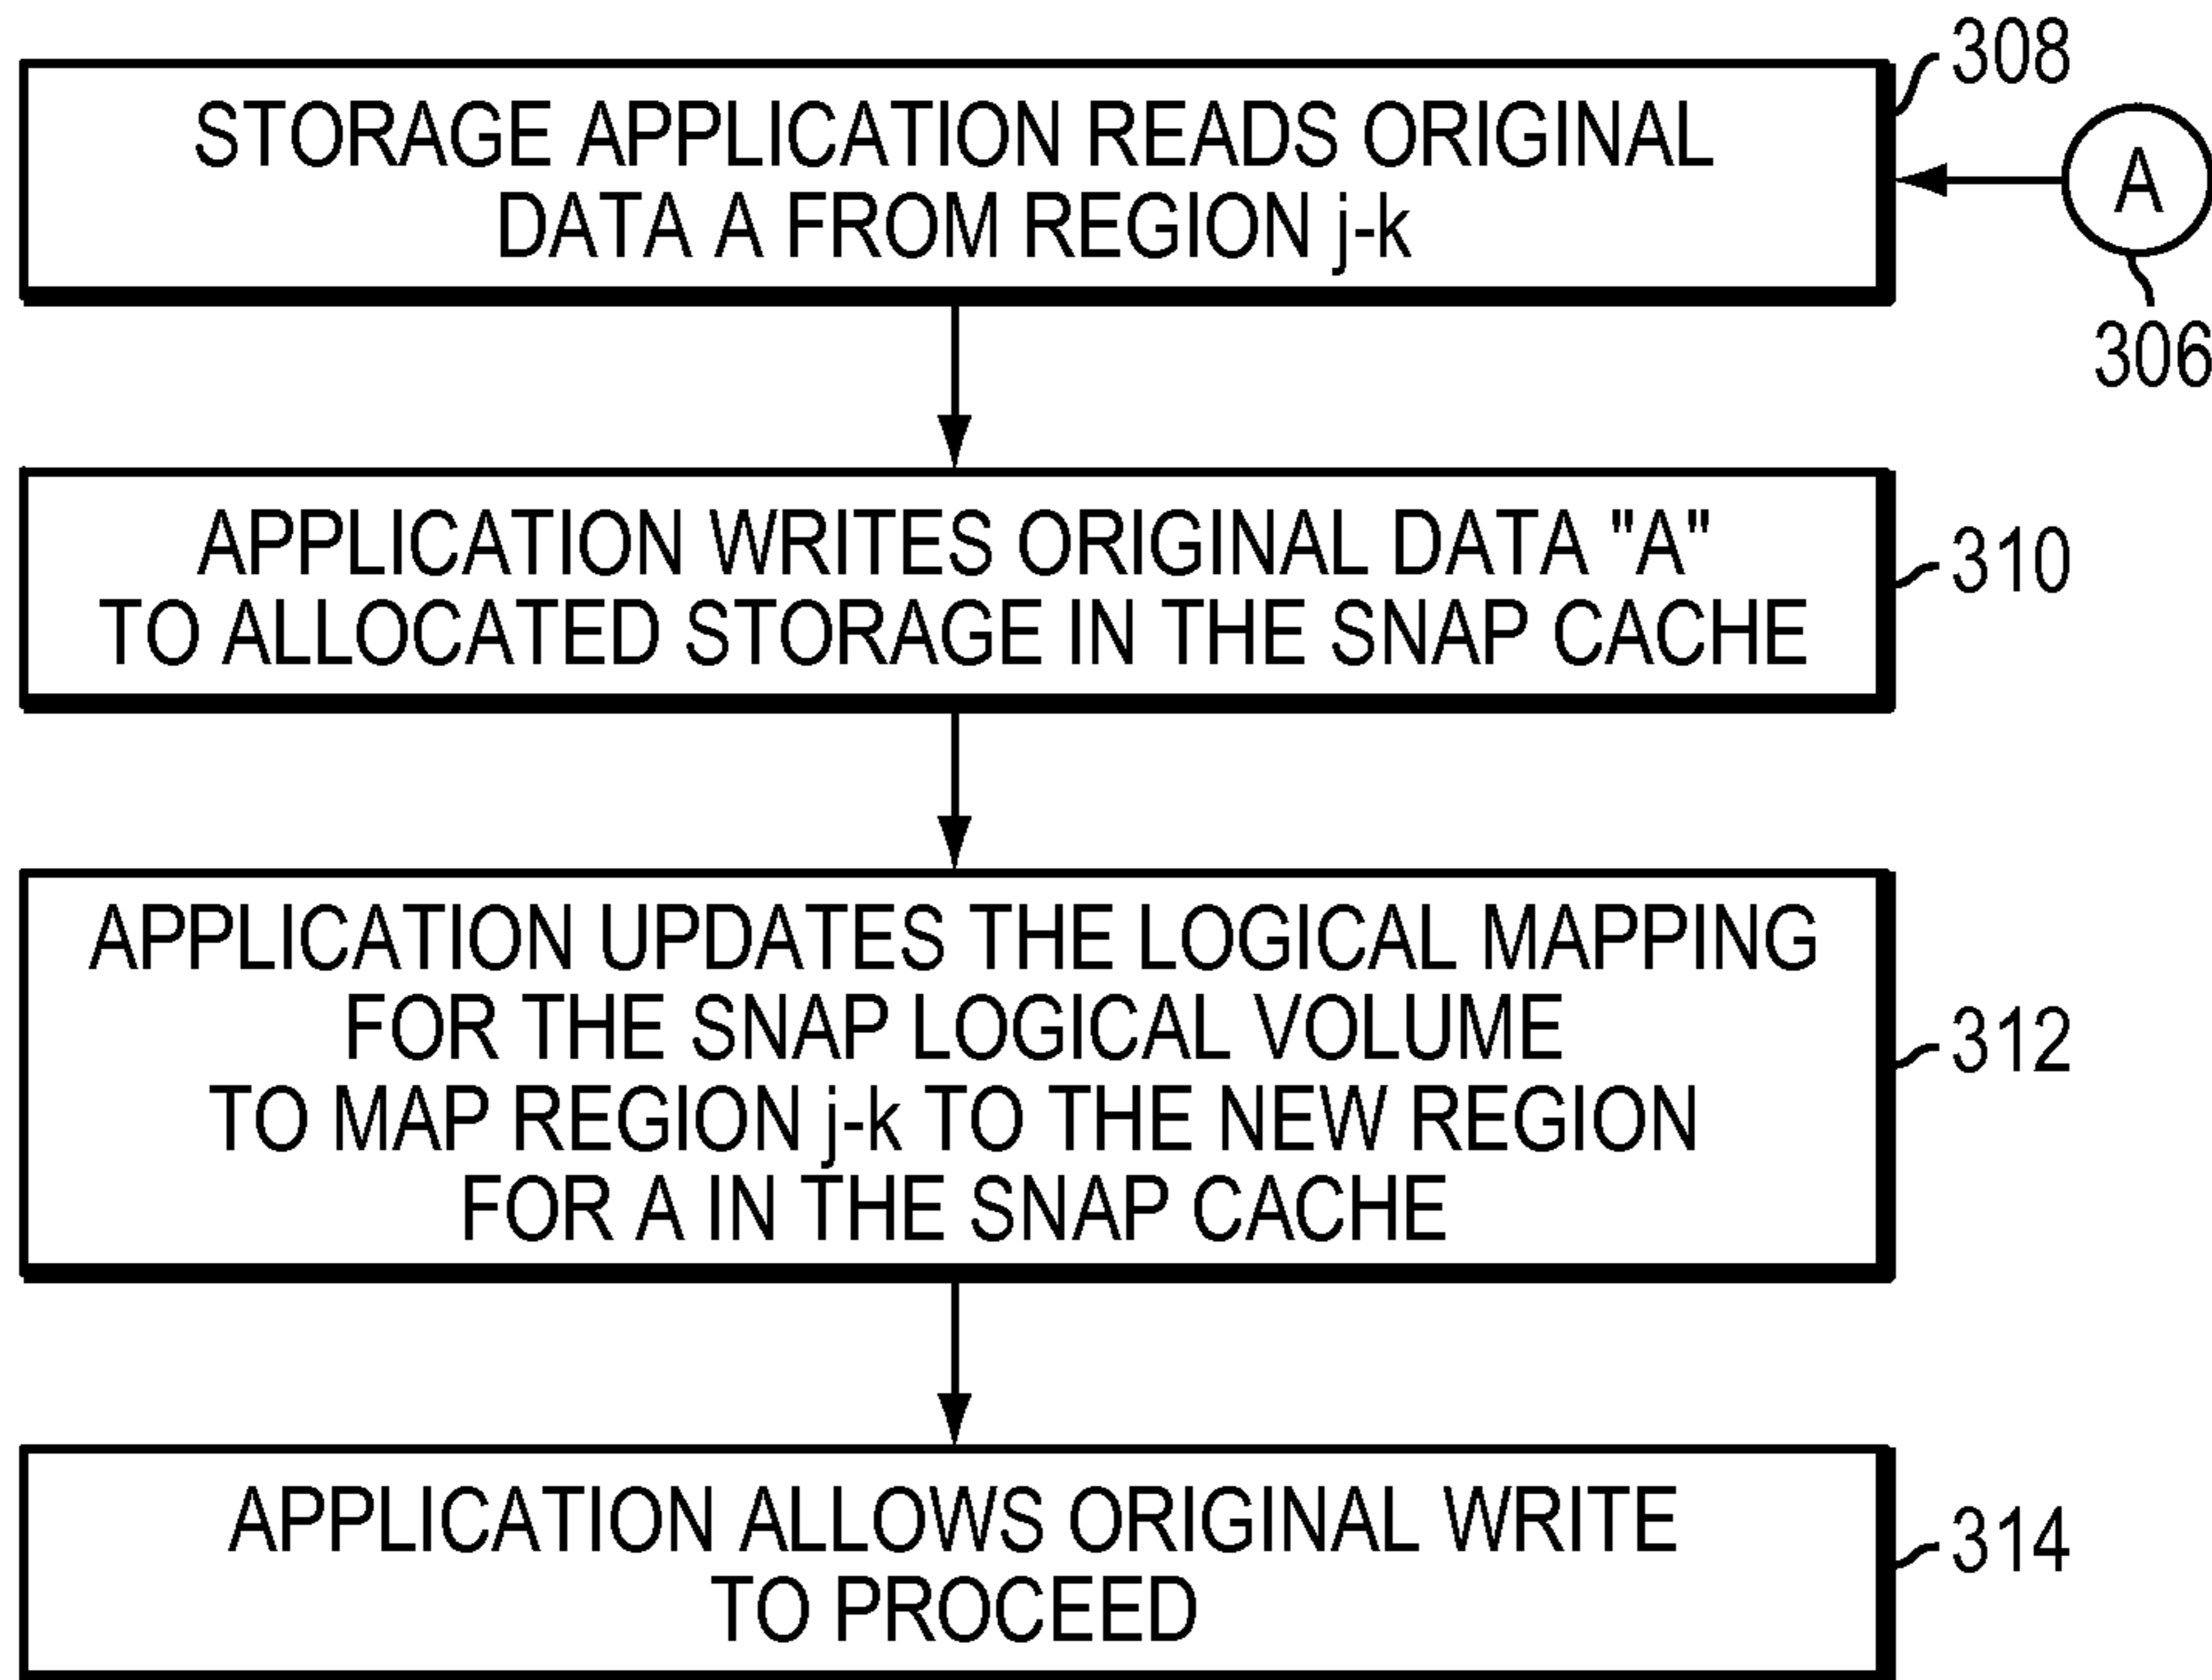 308
STORAGE APPLICATION READS ORIGINAL
DATA A FROM REGION j-k
A
306
APPLICATION WRITES ORIGINAL DATA "A"
TO ALLOCATED STORAGE IN THE SNAP CACHE
310
APPLICATION UPDATES THE LOGICAL MAPPING
FOR THE SNAP LOGICAL VOLUME
TO MAP REGION j-k TO THE NEW REGION
FOR A IN THE SNAP CACHE
312
APPLICATION ALLOWS ORIGINAL WRITE
TO PROCEED
314